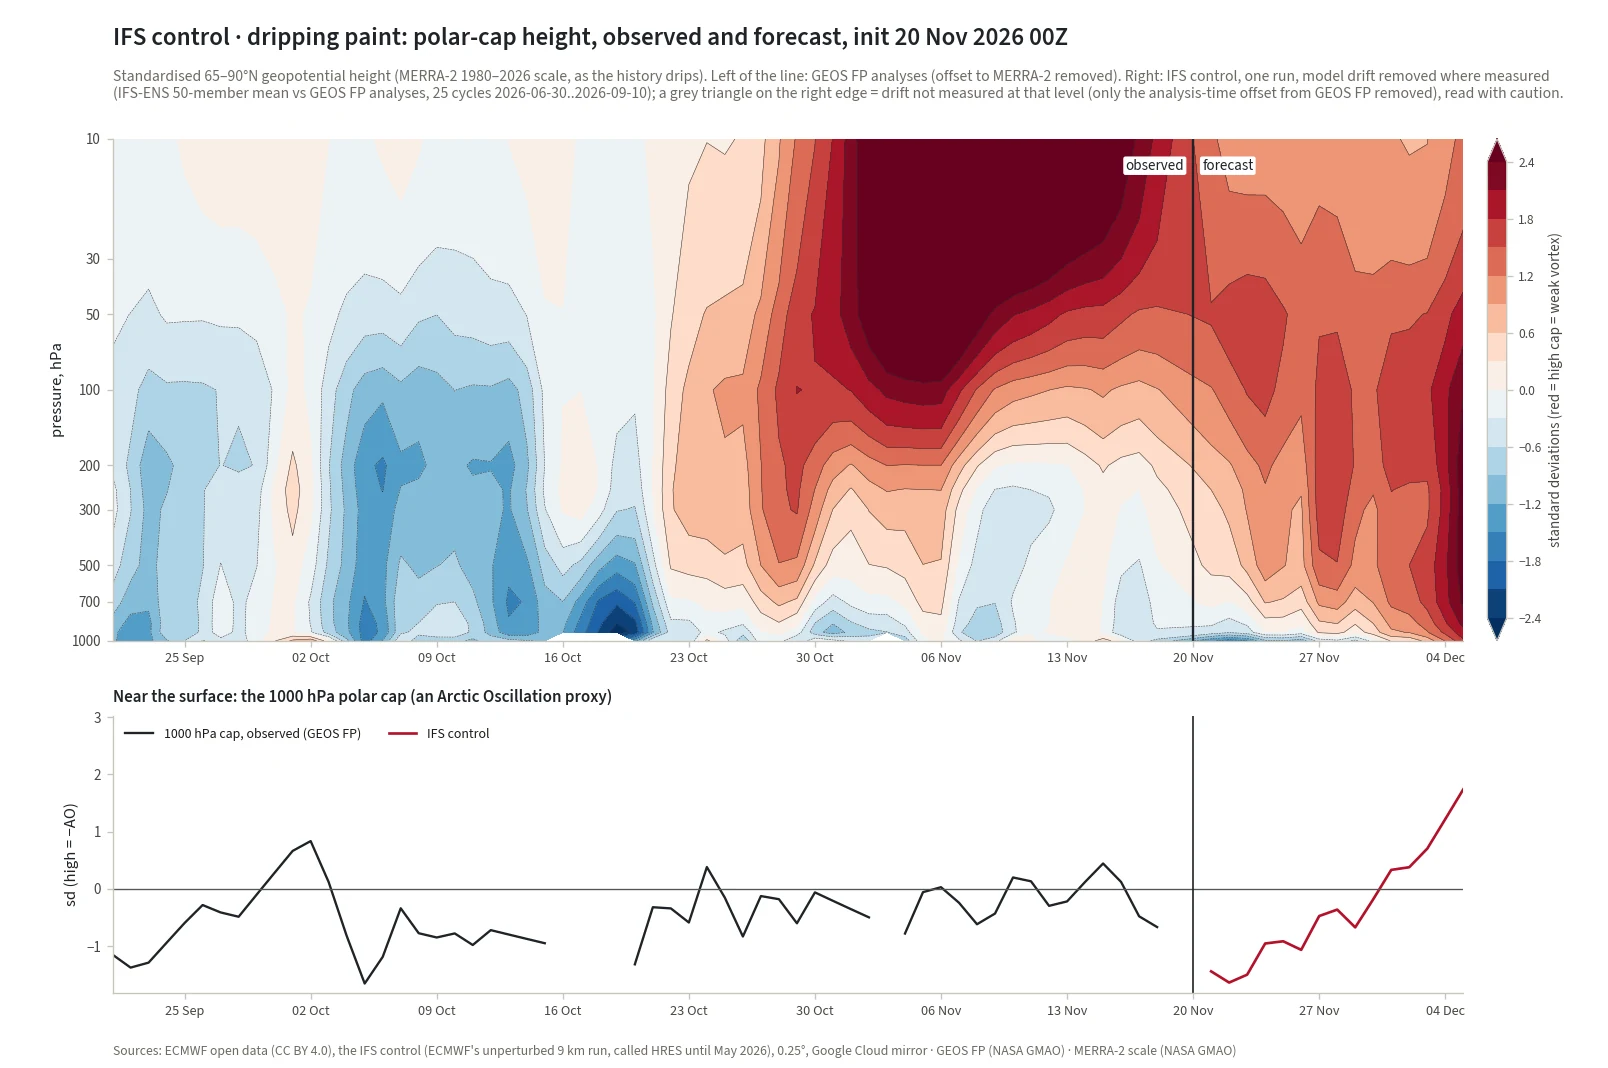 IFS control · dripping paint: polar-cap height, observed and forecast, init 20 Nov 2026 00Z
Standardised 65–90°N geopotential height (MERRA-2 1980–2026 scale, as the history drips). Left of the line: GEOS FP analyses (offset to MERRA-2 removed). Right: IFS control, one run, model drift removed where measured
(IFS-ENS 50-member mean vs GEOS FP analyses, 25 cycles 2026-06-30..2026-09-10); a grey triangle on the right edge = drift not measured at that level (only the analysis-time offset from GEOS FP removed), read with caution.
pressure, hPa
10
30
50
100
200
300
500
700
1000
observed
forecast
25 Sep
02 Oct
09 Oct
16 Oct
23 Oct
30 Oct
06 Nov
13 Nov
20 Nov
27 Nov
04 Dec
2.4
1.8
1.2
0.6
0.0
−0.6
−1.2
−1.8
−2.4
standard deviations (red = high cap = weak vortex)
Near the surface: the 1000 hPa polar cap (an Arctic Oscillation proxy)
sd (high = −AO)
3
2
1
0
−1
1000 hPa cap, observed (GEOS FP)
IFS control
25 Sep
02 Oct
09 Oct
16 Oct
23 Oct
30 Oct
06 Nov
13 Nov
20 Nov
27 Nov
04 Dec
Sources: ECMWF open data (CC BY 4.0), the IFS control (ECMWF's unperturbed 9 km run, called HRES until May 2026), 0.25°, Google Cloud mirror · GEOS FP (NASA GMAO) · MERRA-2 scale (NASA GMAO)